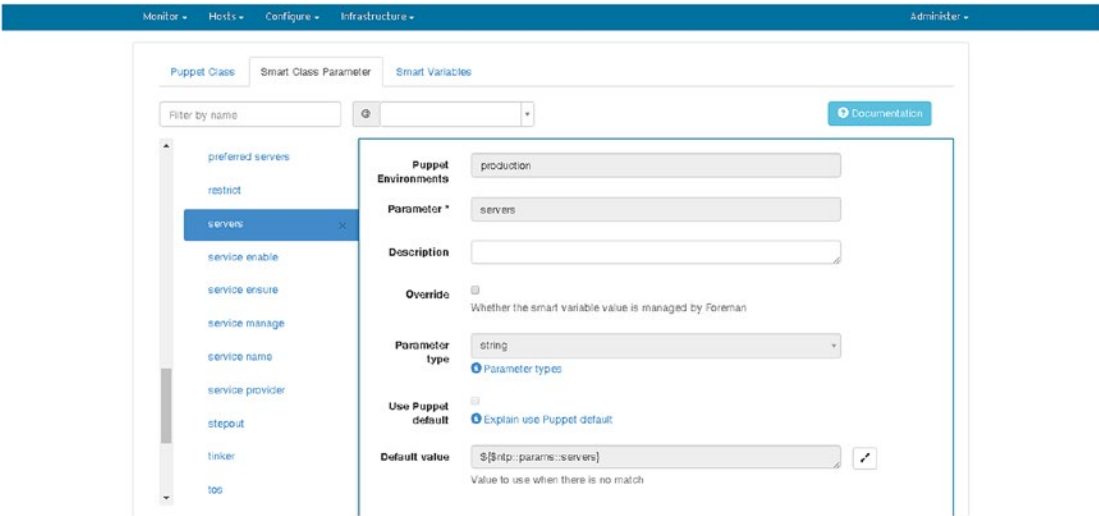 Monitor Hosts Configure Infrastructure Administer
Puppet Class Smart Class Parameter Smart Variables
Filter by name Documentation
preferred servers
restrict
servers
service enable
service ensure
service manage
service name
service provider
stepout
tinker
tos
Puppet Environments production
Parameter * servers
Description
Override
Whether the smart variable value is managed by Foreman
Parameter type string
Parameter types
Use Puppet default
Explain use Puppet default
Default value ${$ntp::params::servers}
Value to use when there is no match